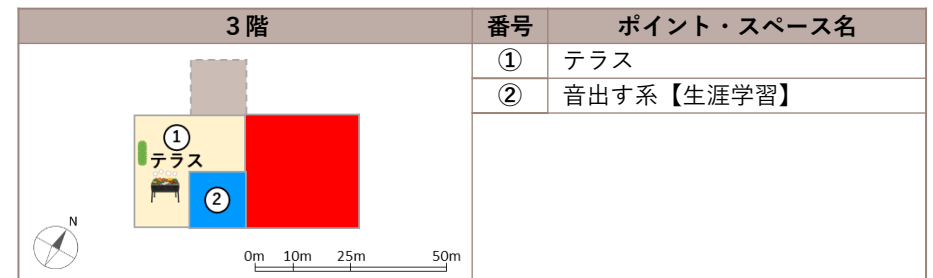 3階
番号
ポイント・スペース名
①
テラス
②
音出す系【生涯学習】
①
テラス
②
N
0m 10m 25m 50m